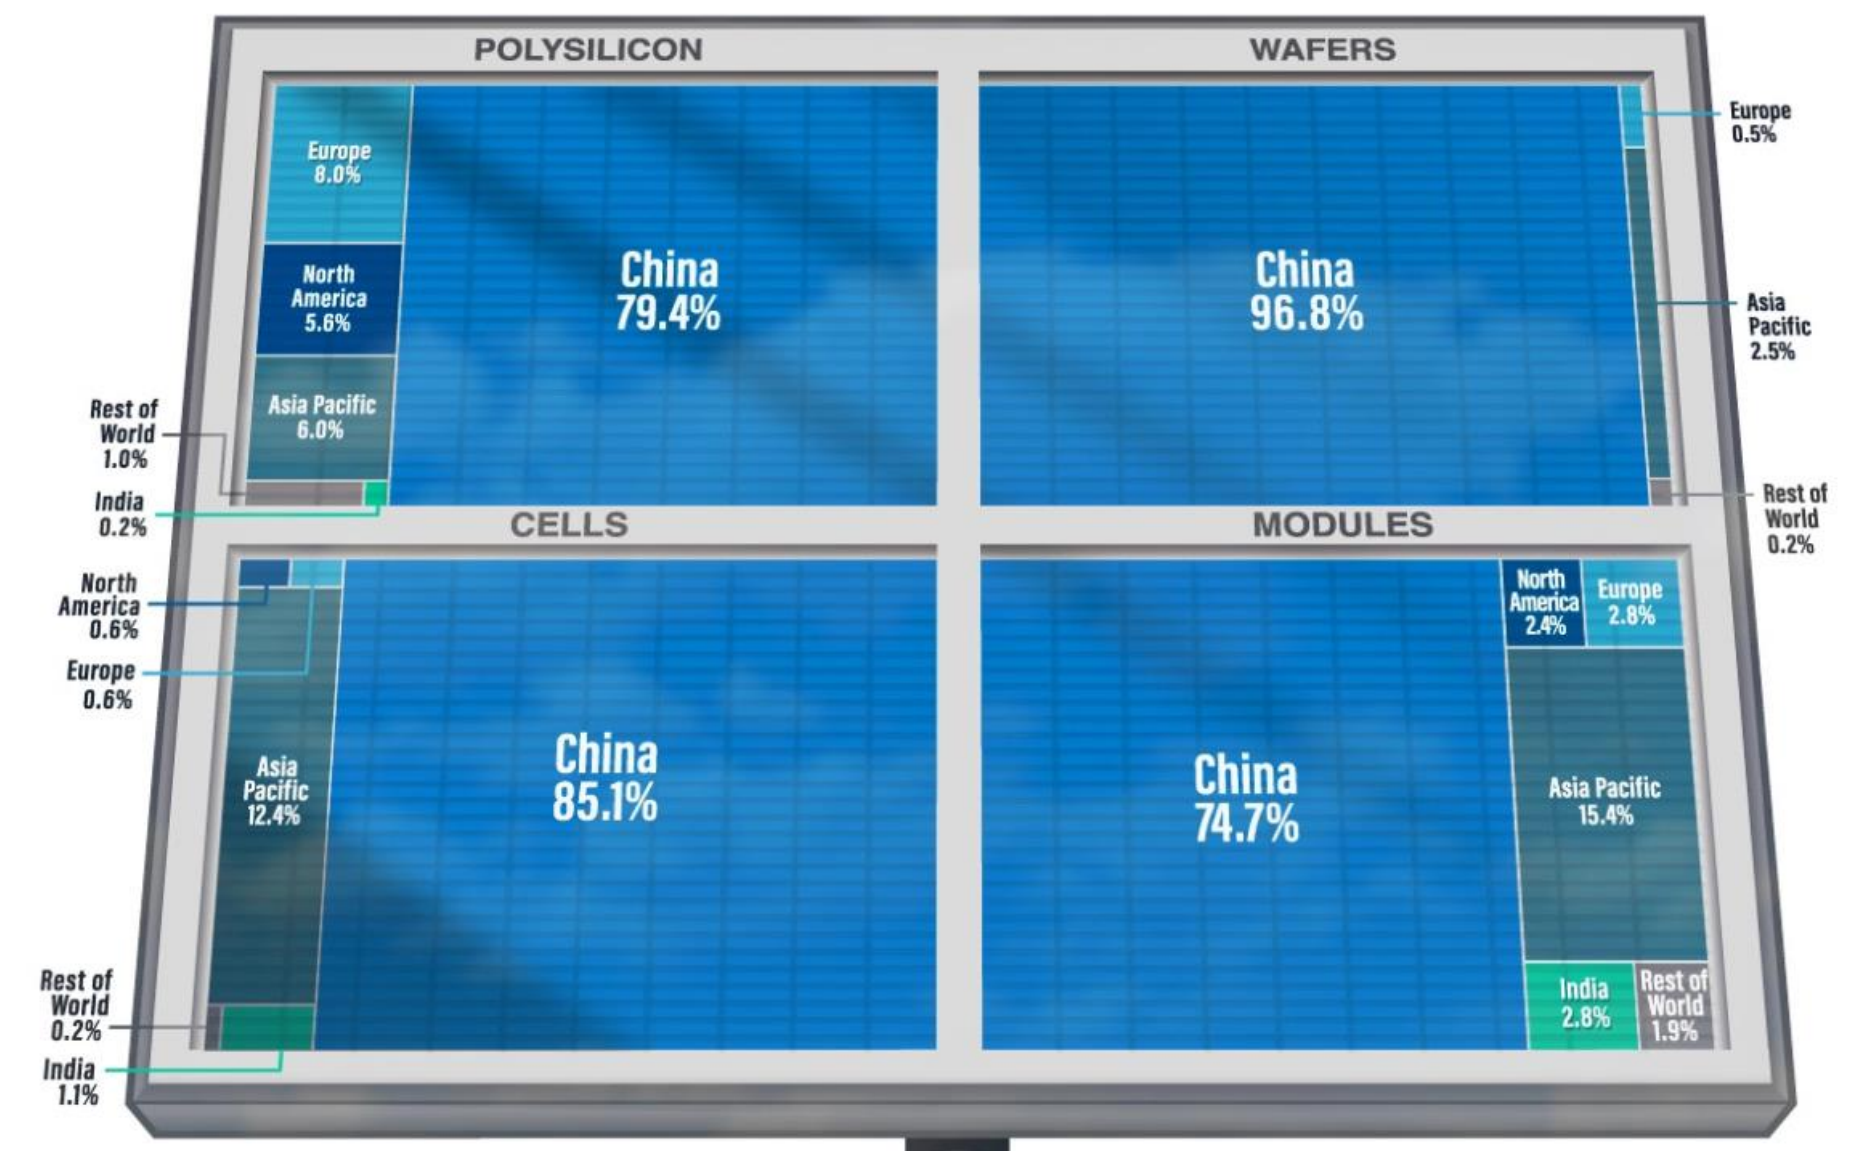 POLYSILICON
Europe
8.0%
North
America
5.6%
Asia Pacific
6.0%
Rest of
World
1.0%
India
0.2%
China
79.4%
WAFERS
China
96.8%
Europe
0.5%
Asia
Pacific
2.5%
Rest of
World
0.2%
CELLS
North
America
0.6%
Europe
0.6%
Asia
Pacific
12.4%
Rest of
World
0.2%
India
1.1%
China
85.1%
MODULES
China
74.7%
North
America
2.4%
Europe
2.8%
Asia Pacific
15.4%
India
2.8%
Rest of
World
1.9%